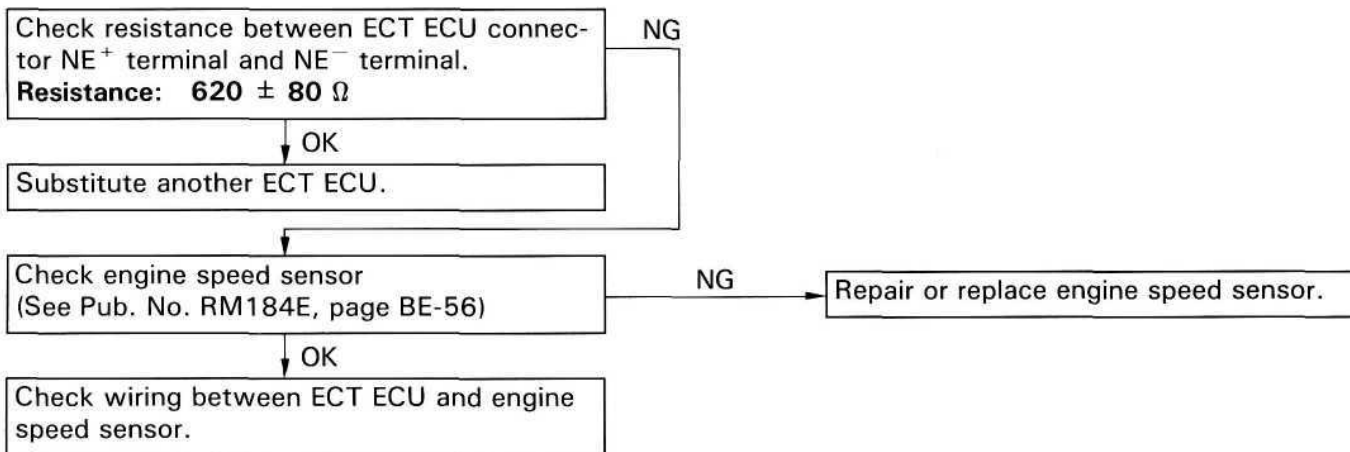 Check resistance between ECT ECU connec-
tor NE⁺ terminal and NE⁻ terminal.
Resistance: 620 ± 80 Ω
NG
OK
Substitute another ECT ECU.
Check engine speed sensor
(See Pub. No. RM184E, page BE-56)
NG
Repair or replace engine speed sensor.
OK
Check wiring between ECT ECU and engine
speed sensor.